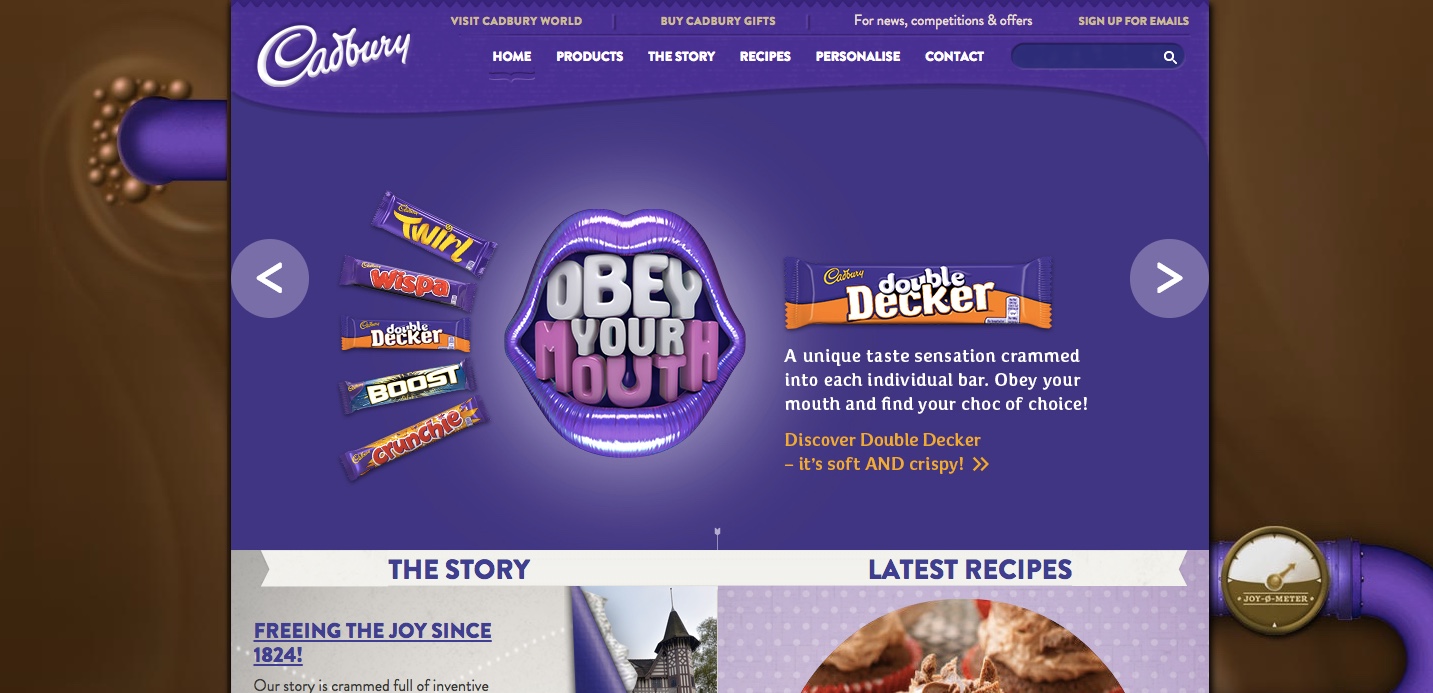 VISIT CADBURY WORLD
BUY CADBURY GIFTS
For news, competitions & offers
SIGN UP FOR EMAILS
Cadbury
HOME
PRODUCTS
THE STORY
RECIPES
PERSONALISE
CONTACT
Cadbury
Twirl
Cadbury
Wispa
Cadbury
double
Decker
Cadbury
BOOST
Cadbury
crunchie
OBEY
YOUR
MOUTH
Cadbury
double
Decker
A unique taste sensation crammed
into each individual bar. Obey your
mouth and find your choc of choice!
Discover Double Decker
– it's soft AND crispy!
THE STORY
LATEST RECIPES
JOY-Ø-METER
FREEING THE JOY SINCE
1824!
Our story is crammed full of inventive